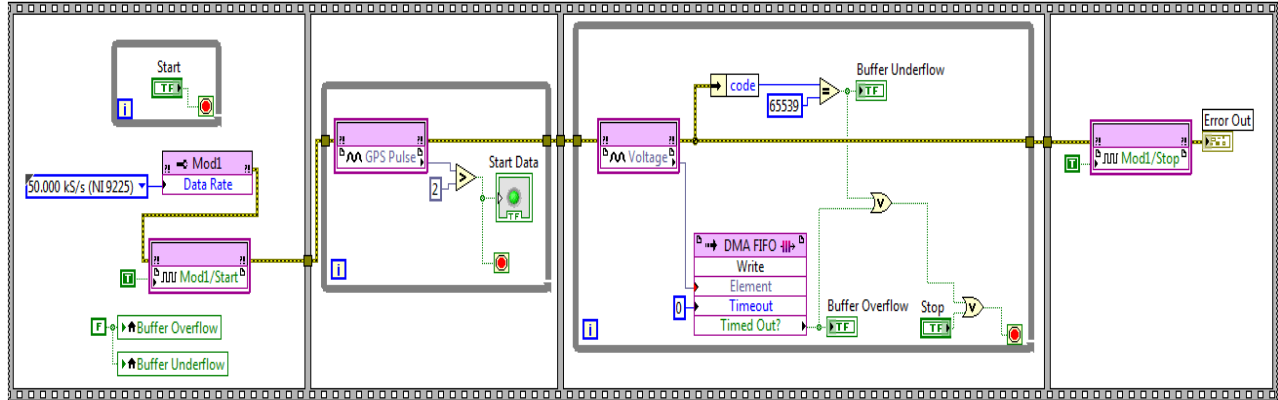 Start
TF
i
Mod1
50.000 kS/s (NI 9225)
Data Rate
T
Mod1/Start
F
Buffer Overflow
Buffer Underflow
GPS Pulse
2
>
Start Data
TF
i
Voltage
code
65539
=
Buffer Underflow
TF
V
DMA FIFO
Write
Element
0
Timeout
Timed Out?
Buffer Overflow
TF
Stop
TF
V
i
T
Mod1/Stop
Error Out